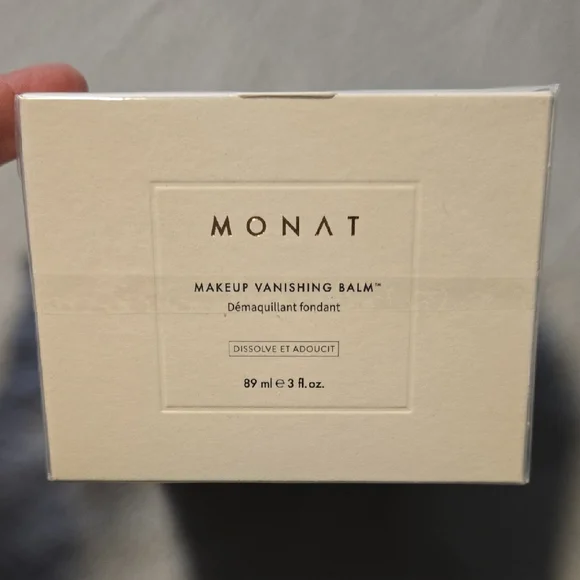 MONAT
MAKEUP VANISHING BALM™
Démaquillant fondant
DISSOLVE ET ADOUCIT
89 ml ℮ 3 fl. oz.